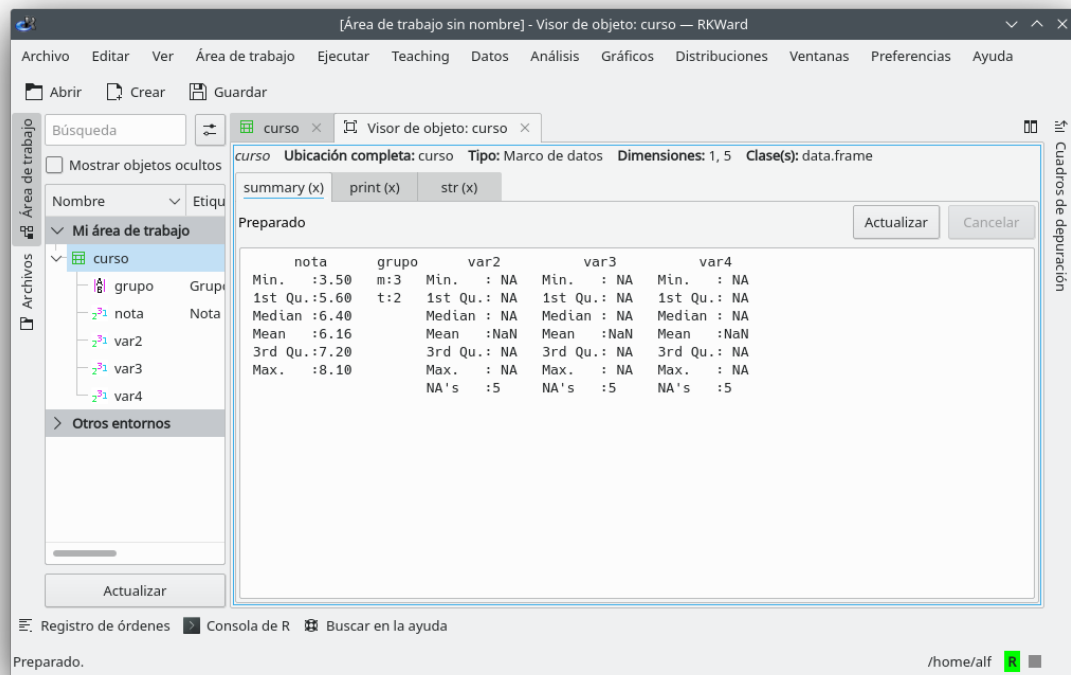 [Área de trabajo sin nombre] - Visor de objeto: curso — RKWard
Archivo Editar Ver Área de trabajo Ejecutar Teaching Datos Análisis Gráficos Distribuciones Ventanas Preferencias Ayuda
Abrir Crear Guardar
Área de trabajo
Archivos
Búsqueda
Mostrar objetos ocultos
Nombre Etiqu
Mi área de trabajo
curso
grupo Grupo
nota Nota
var2
var3
var4
Otros entornos
Actualizar
curso Visor de objeto: curso
curso Ubicación completa: curso Tipo: Marco de datos Dimensiones: 1, 5 Clase(s): data.frame
summary (x) print (x) str (x)
Preparado Actualizar Cancelar
nota grupo var2 var3 var4
Min. :3.50 m:3 Min. : NA Min. : NA Min. : NA
1st Qu.:5.60 t:2 1st Qu.: NA 1st Qu.: NA 1st Qu.: NA
Median :6.40 Median : NA Median : NA Median : NA
Mean :6.16 Mean :NaN Mean :NaN Mean :NaN
3rd Qu.:7.20 3rd Qu.: NA 3rd Qu.: NA 3rd Qu.: NA
Max. :8.10 Max. : NA Max. : NA Max. : NA
NA's :5 NA's :5 NA's :5
Cuadros de depuración
Registro de órdenes Consola de R Buscar en la ayuda
Preparado. /home/alf R